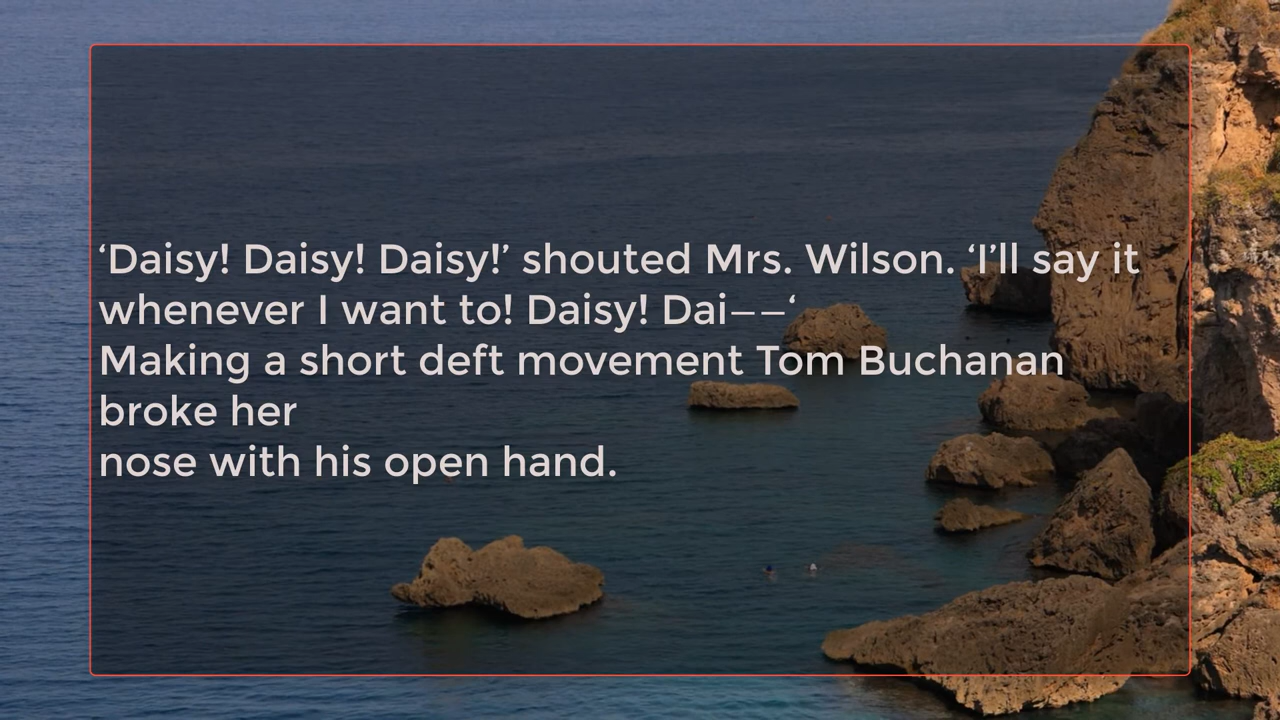 ‘Daisy! Daisy! Daisy!’ shouted Mrs. Wilson. ‘I’ll say it
whenever I want to! Daisy! Dai––‘
Making a short deft movement Tom Buchanan
broke her
nose with his open hand.